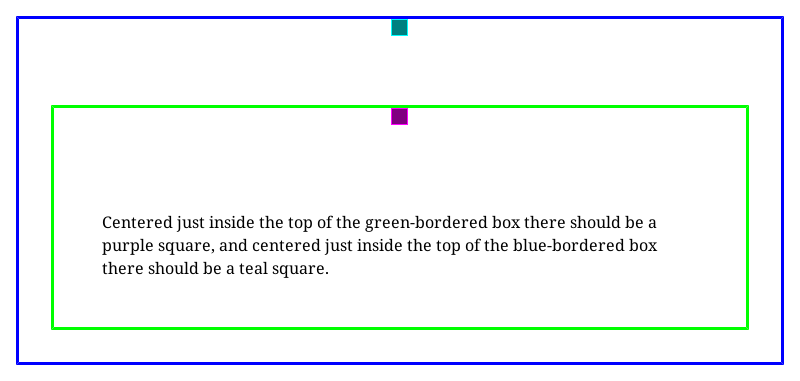 Centered just inside the top of the green-bordered box there should be a
purple square, and centered just inside the top of the blue-bordered box
there should be a teal square.